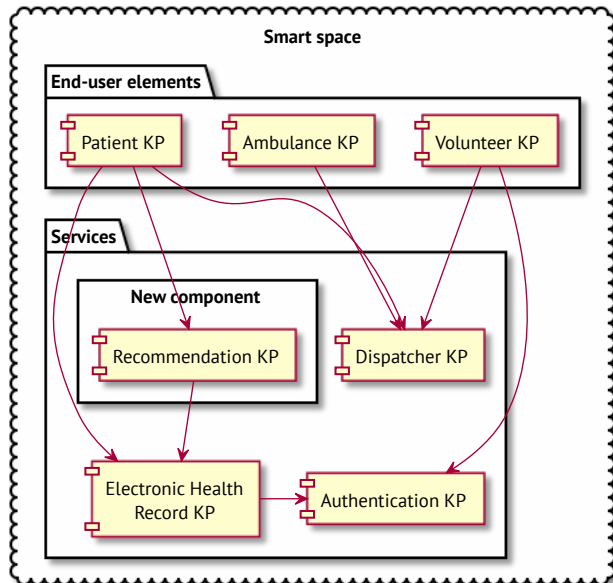 Smart space
End-user elements
Patient KP
Ambulance KP
Volunteer KP
Services
New component
Recommendation KP
Dispatcher KP
Electronic Health
Record KP
Authentication KP